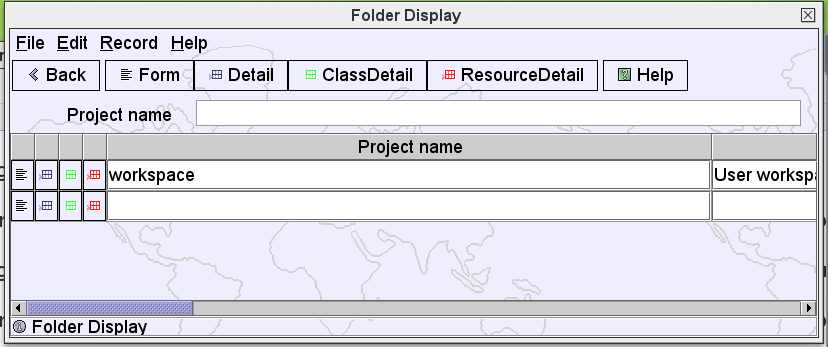 Folder Display
File Edit Record Help
Back Form Detail ClassDetail ResourceDetail Help
Project name
Project name
workspace User workspa
Folder Display